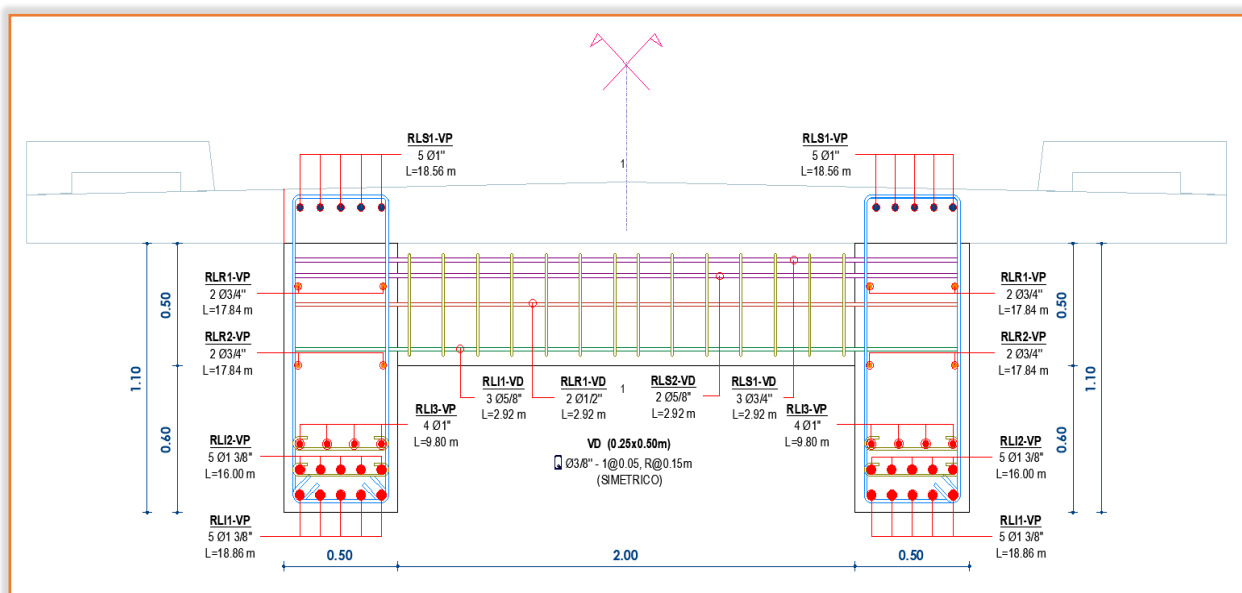 RLS1-VP
5 Ø1"
L=18.56 m
RLS1-VP
5 Ø1"
L=18.56 m
1
RLR1-VP
2 Ø3/4"
L=17.84 m
RLR2-VP
2 Ø3/4"
L=17.84 m
0.50
1.10
0.60
RLR1-VP
2 Ø3/4"
L=17.84 m
RLR2-VP
2 Ø3/4"
L=17.84 m
0.50
1.10
0.60
RLI1-VD
3 Ø5/8"
L=2.92 m
RLR1-VD
2 Ø1/2"
L=2.92 m
1
RLS2-VD
2 Ø5/8"
L=2.92 m
RLS1-VD
3 Ø3/4"
L=2.92 m
RLI3-VP
4 Ø1"
L=9.80 m
RLI3-VP
4 Ø1"
L=9.80 m
VD (0.25x0.50m)
Ø3/8" - 1@0.05, R@0.15m
(SIMETRICO)
RLI2-VP
5 Ø1 3/8"
L=16.00 m
RLI2-VP
5 Ø1 3/8"
L=16.00 m
RLI1-VP
5 Ø1 3/8"
L=18.86 m
RLI1-VP
5 Ø1 3/8"
L=18.86 m
0.50
2.00
0.50